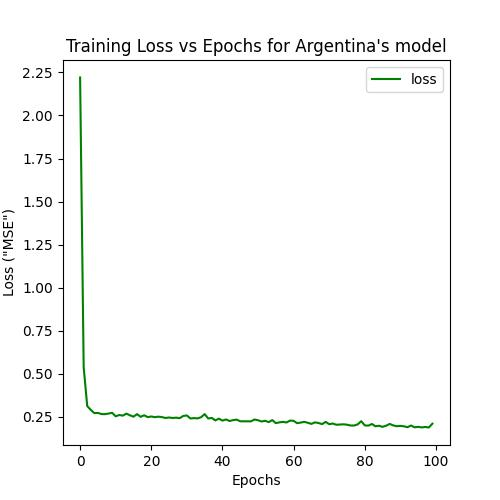 Training Loss vs Epochs for Argentina's model
loss
Loss ("MSE")
2.25
2.00
1.75
1.50
1.25
1.00
0.75
0.50
0.25
0 20 40 60 80 100
Epochs